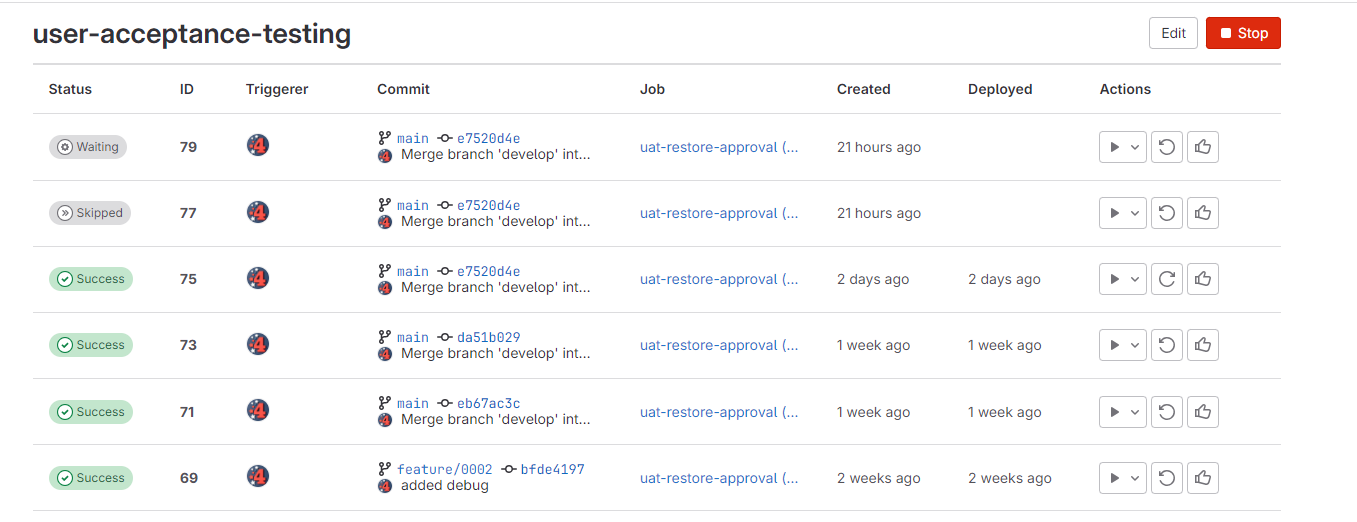 user-acceptance-testing
Edit
Stop
Status ID Triggerer Commit Job Created Deployed Actions
Waiting 79 4 main e7520d4e uat-restore-approval (... 21 hours ago
4 Merge branch 'develop' int...
Skipped 77 4 main e7520d4e uat-restore-approval (... 21 hours ago
4 Merge branch 'develop' int...
Success 75 4 main e7520d4e uat-restore-approval (... 2 days ago 2 days ago
4 Merge branch 'develop' int...
Success 73 4 main da51b029 uat-restore-approval (... 1 week ago 1 week ago
4 Merge branch 'develop' int...
Success 71 4 main eb67ac3c uat-restore-approval (... 1 week ago 1 week ago
4 Merge branch 'develop' int...
Success 69 4 feature/0002 bfde4197 uat-restore-approval (... 2 weeks ago 2 weeks ago
4 added debug